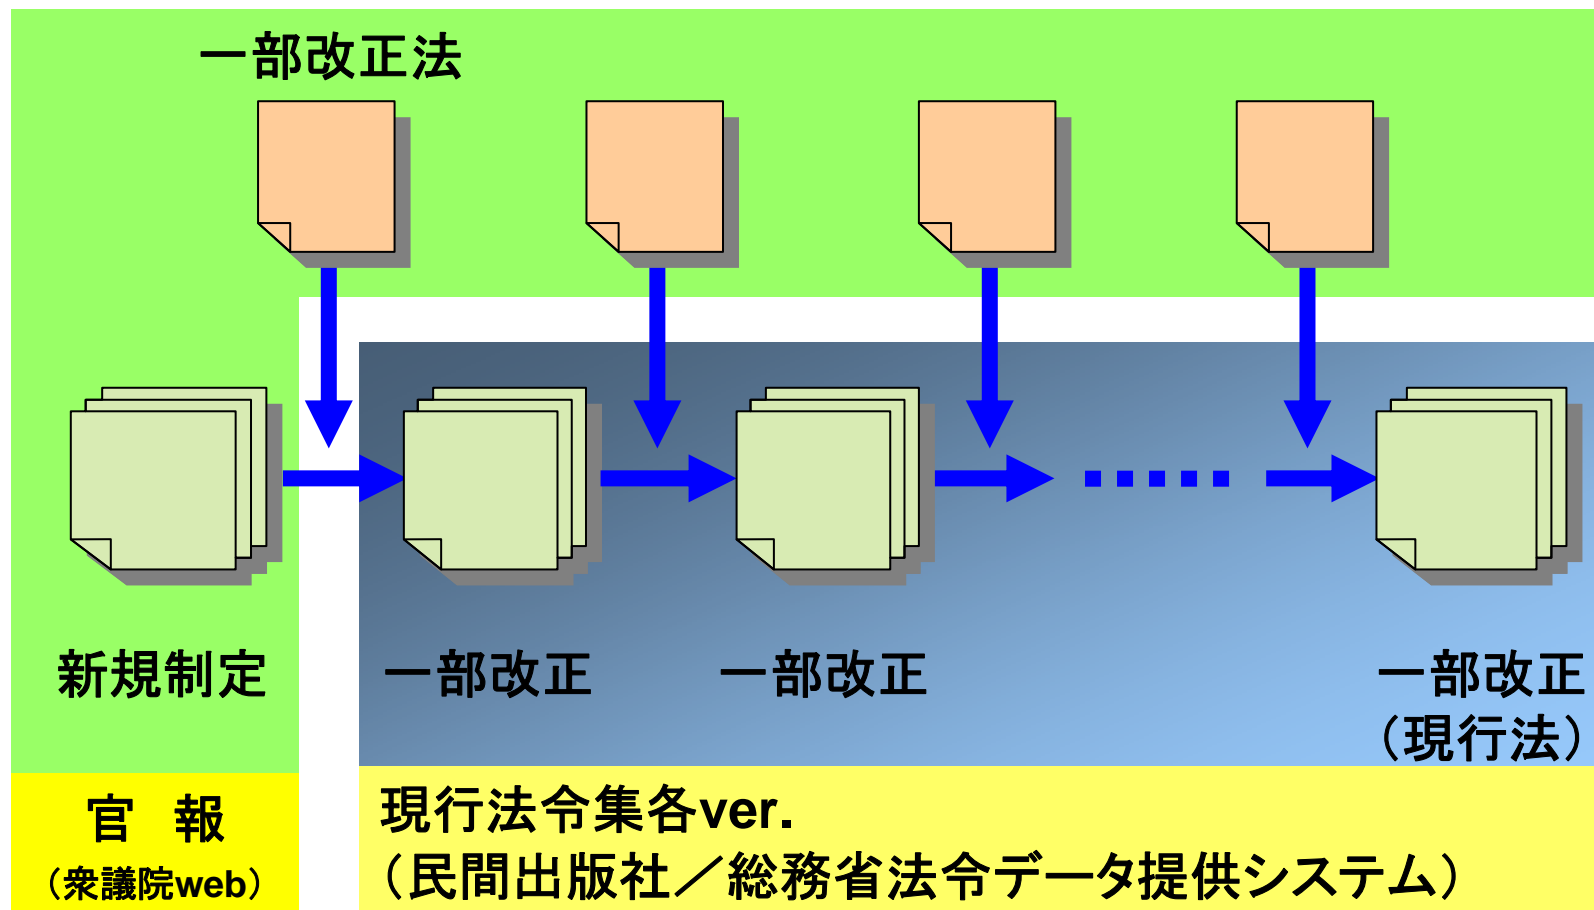 一部改正法
新規制定
一部改正
一部改正
一部改正
（現行法）
官　報
（衆議院web）
現行法令集各ver.
（民間出版社／総務省法令データ提供システム）